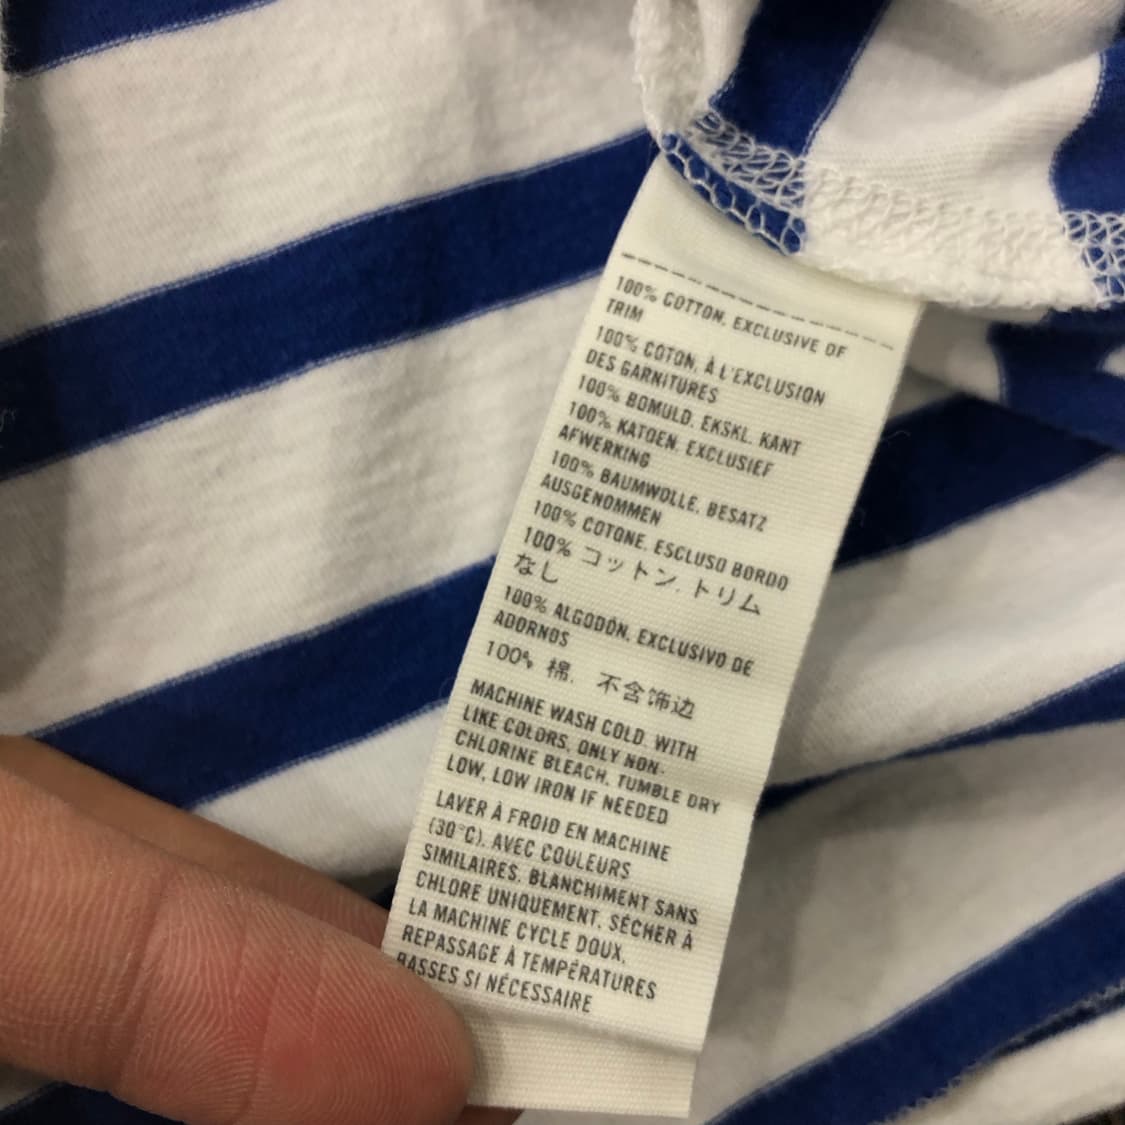 100% COTTON, EXCLUSIVE OF
TRIM
100% COTON, À L'EXCLUSION
DES GARNITURES
100% BOMULD, EKSKL. KANT
100% KATOEN, EXCLUSIEF
AFWERKING
100% BAUMWOLLE, BESATZ
AUSGENOMMEN
100% COTONE, ESCLUSO BORDO
100% コットン, トリム
なし
100% ALGODÓN, EXCLUSIVO DE
ADORNOS
100% 棉, 不含饰边
MACHINE WASH COLD, WITH
LIKE COLORS, ONLY NON-
CHLORINE BLEACH, TUMBLE DRY
LOW, LOW IRON IF NEEDED
LAVER À FROID EN MACHINE
(30°C), AVEC COULEURS
SIMILAIRES, BLANCHIMENT SANS
CHLORE UNIQUEMENT, SÉCHER À
LA MACHINE CYCLE DOUX,
REPASSAGE À TEMPÉRATURES
BASSES SI NÉCESSAIRE